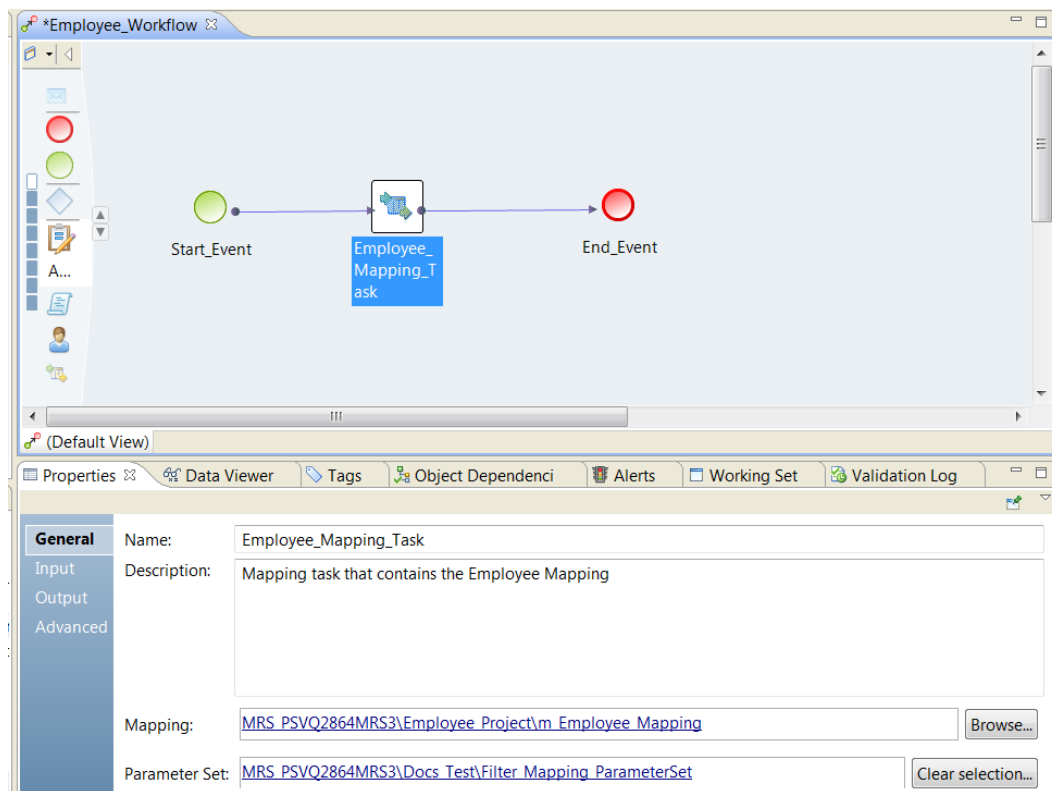 *Employee_Workflow
A...
Start_Event
Employee_
Mapping_T
ask
End_Event
(Default View)
Properties Data Viewer Tags Object Dependenci Alerts Working Set Validation Log
General
Input
Output
Advanced
Name: Employee_Mapping_Task
Description: Mapping task that contains the Employee Mapping
Mapping: MRS_PSVQ2864MRS3\Employee_Project\m_Employee_Mapping Browse...
Parameter Set: MRS_PSVQ2864MRS3\Docs_Test\Filter_Mapping_ParameterSet Clear selection...